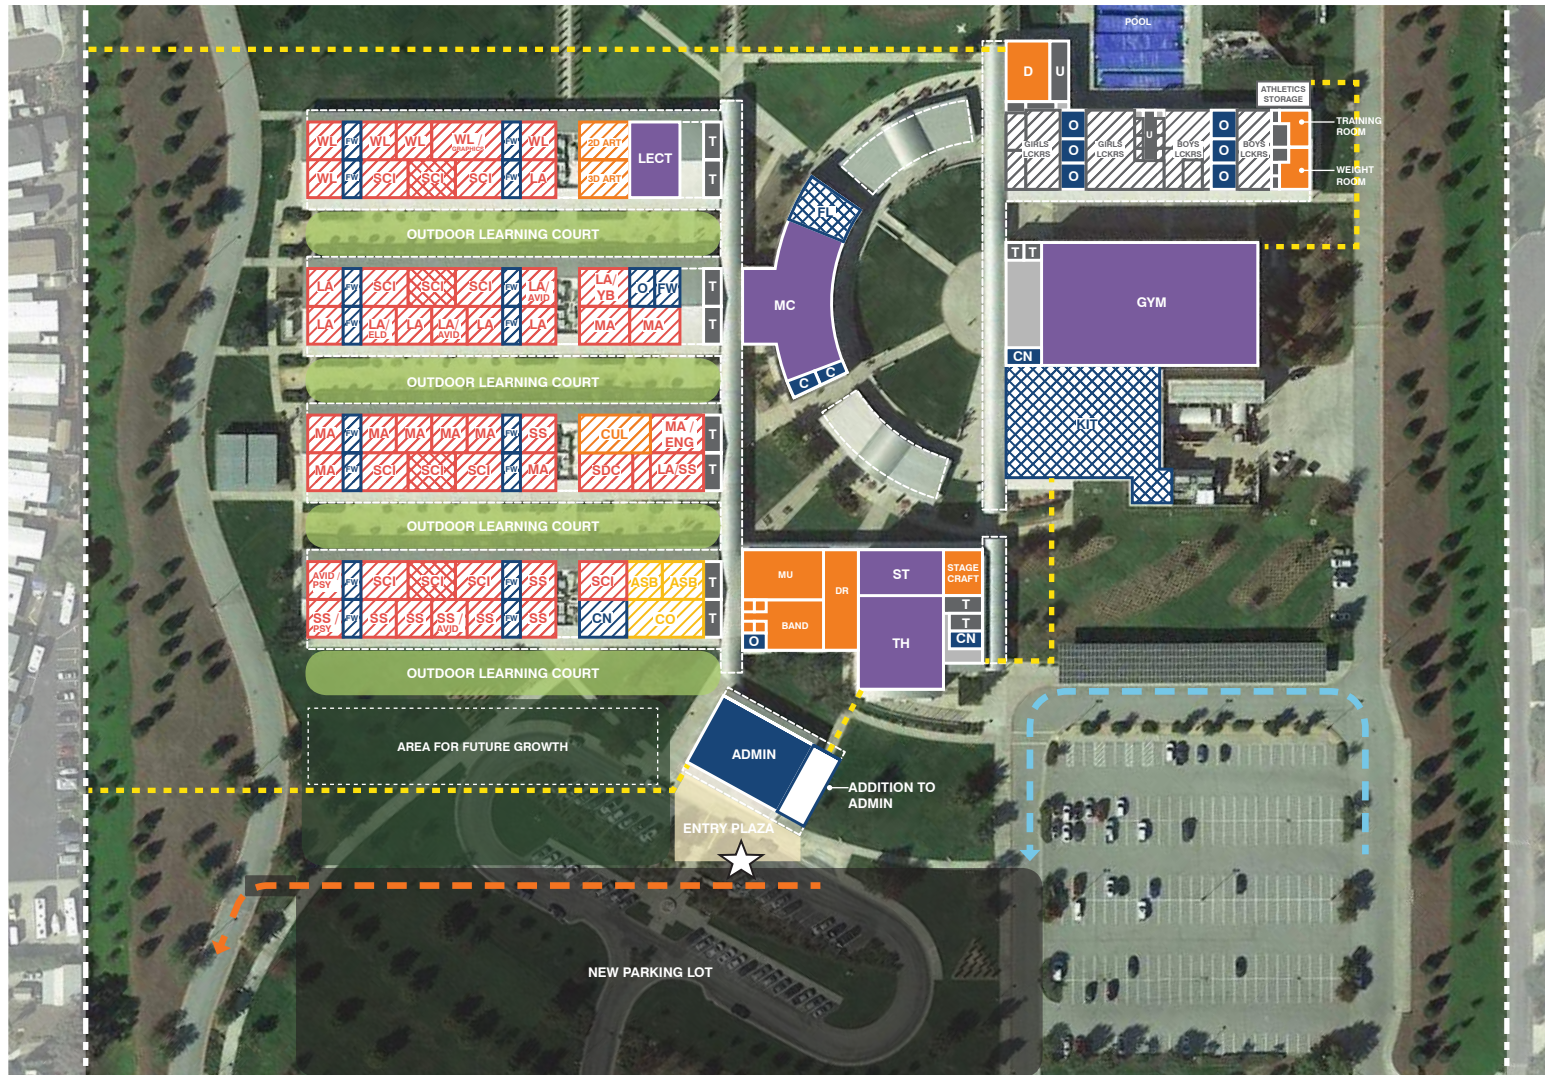 POOL
D
U
ATHLETICS
STORAGE
TRAINING
ROOM
WEIGHT
ROOM
GIRLS
LCKRS
O
O
O
GIRLS
LCKRS
U
BOYS
LCKRS
O
O
O
BOYS
LCKRS
WL FW WL WL WL /
GRAPHICS
FW WL 2D ART LECT T
WL FW SCI SCI SCI FW LA 3D ART T
OUTDOOR LEARNING COURT
LA FW SCI SCI SCI FW LA/
AVID
LA/
YB
O FW T
LA FW LA/
ELD
LA LA/
AVID
LA FW LA MA MA T
OUTDOOR LEARNING COURT
MA FW MA MA MA MA FW SS CUL MA /
ENG
T
MA FW SCI SCI SCI FW MA SDC LA/SS T
OUTDOOR LEARNING COURT
AVID /
PSY
FW SCI SCI SCI FW SS SCI ASB ASB T
SS /
PSY
FW SS SS SS /
AVID
SS FW SS CN CO T
OUTDOOR LEARNING COURT
FL
MC
C C
T T
GYM
CN
KIT
MU
DR
ST
STAGE
CRAFT
BAND
O
TH
T
T
CN
AREA FOR FUTURE GROWTH
ADMIN
ADDITION TO
ADMIN
ENTRY PLAZA
NEW PARKING LOT